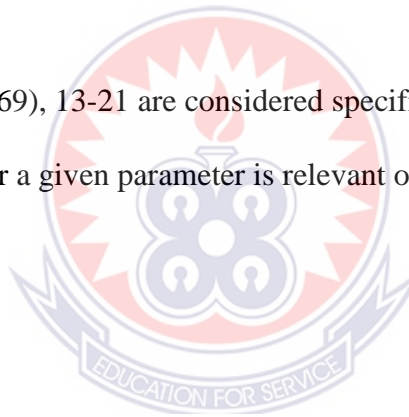 69), 13-21 are considered specifi
r a given parameter is relevant o
EDUCATION FOR SERVICE